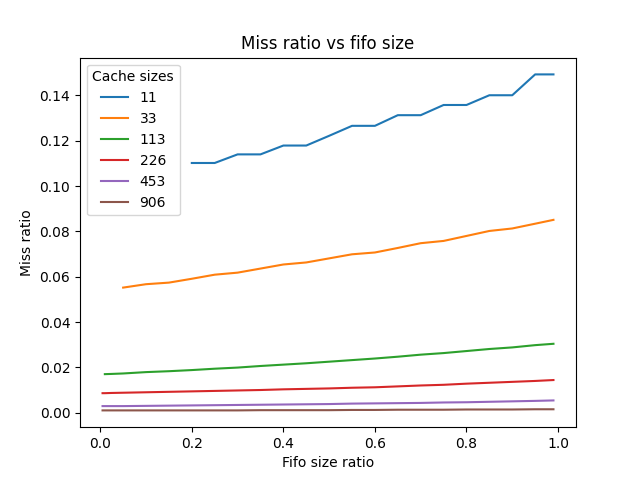 Miss ratio vs fifo size
Cache sizes
11
33
113
226
453
906
0.14
0.12
0.10
0.08
0.06
0.04
0.02
0.00
Miss ratio
0.0 0.2 0.4 0.6 0.8 1.0
Fifo size ratio